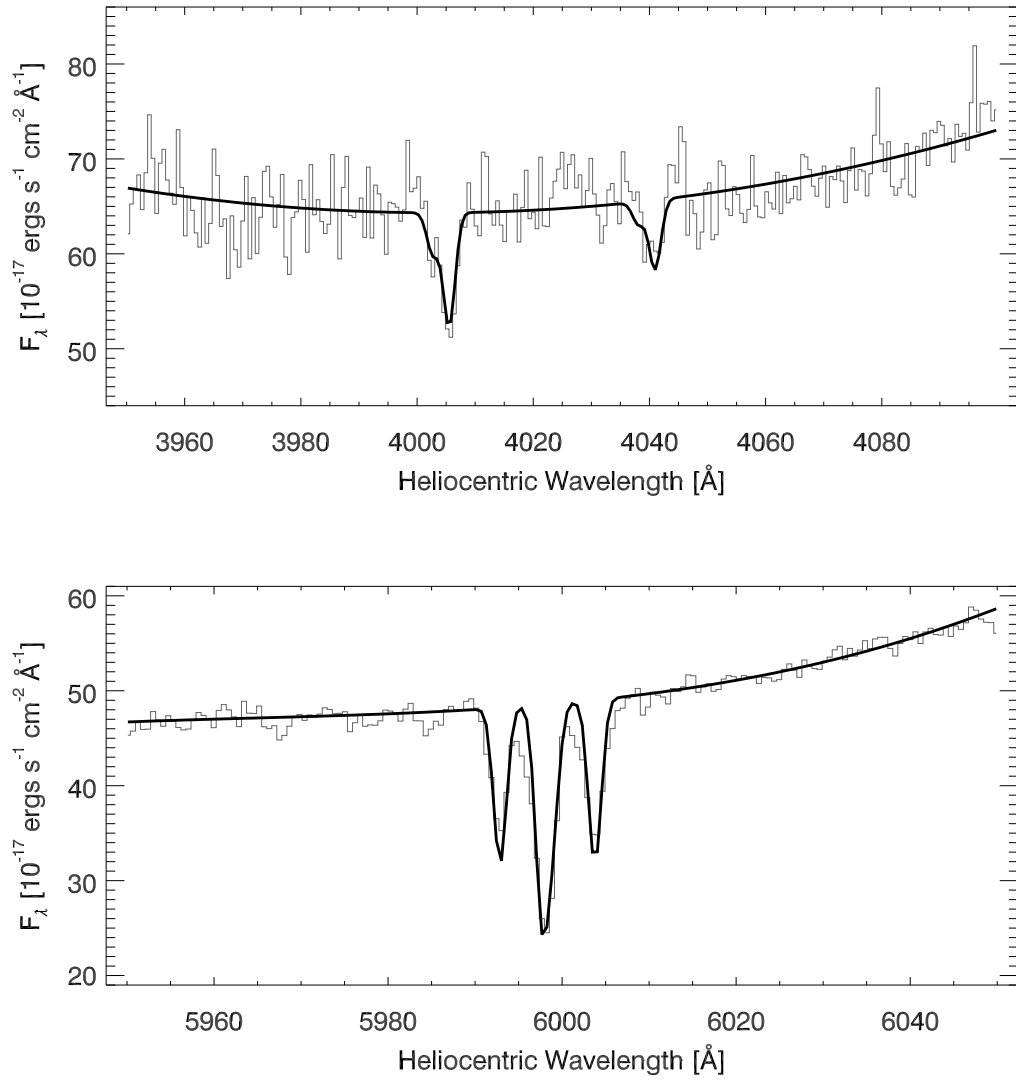 80
70
60
50
F_λ [10^-17 ergs s^-1 cm^-2 Å^-1]
3960 3980 4000 4020 4040 4060 4080
Heliocentric Wavelength [Å]
60
50
40
30
20
F_λ [10^-17 ergs s^-1 cm^-2 Å^-1]
5960 5980 6000 6020 6040
Heliocentric Wavelength [Å]